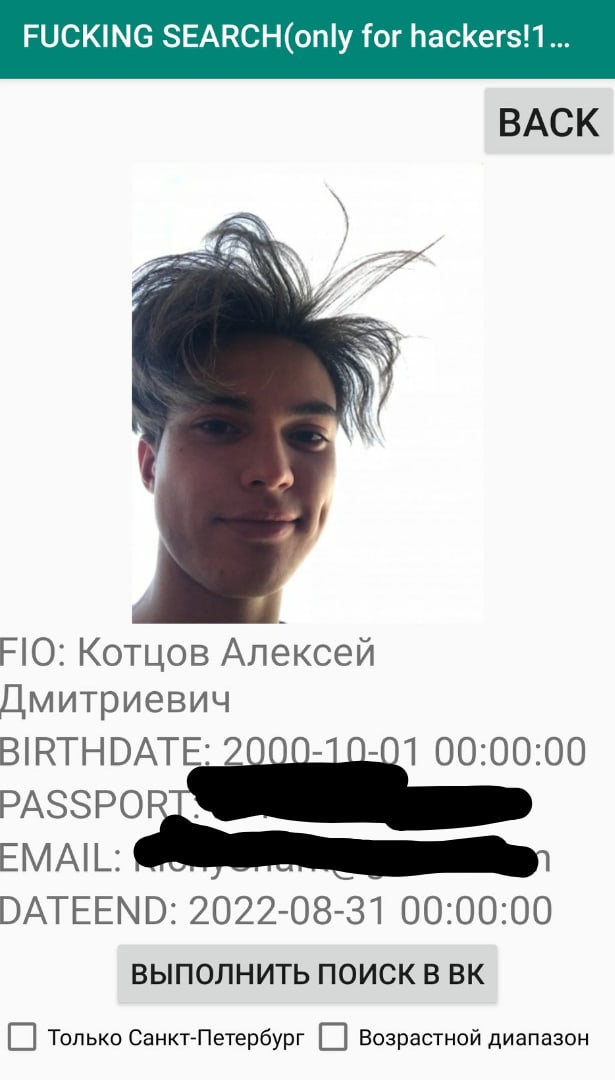 FUCKING SEARCH(only for hackers!1...
BACK
FIO: Котцов Алексей
Дмитриевич
BIRTHDATE: 2000-10-01 00:00:00
PASSPORT:
EMAIL:
DATEEND: 2022-08-31 00:00:00
ВЫПОЛНИТЬ ПОИСК В ВК
Только Санкт-Петербург Возрастной диапазон